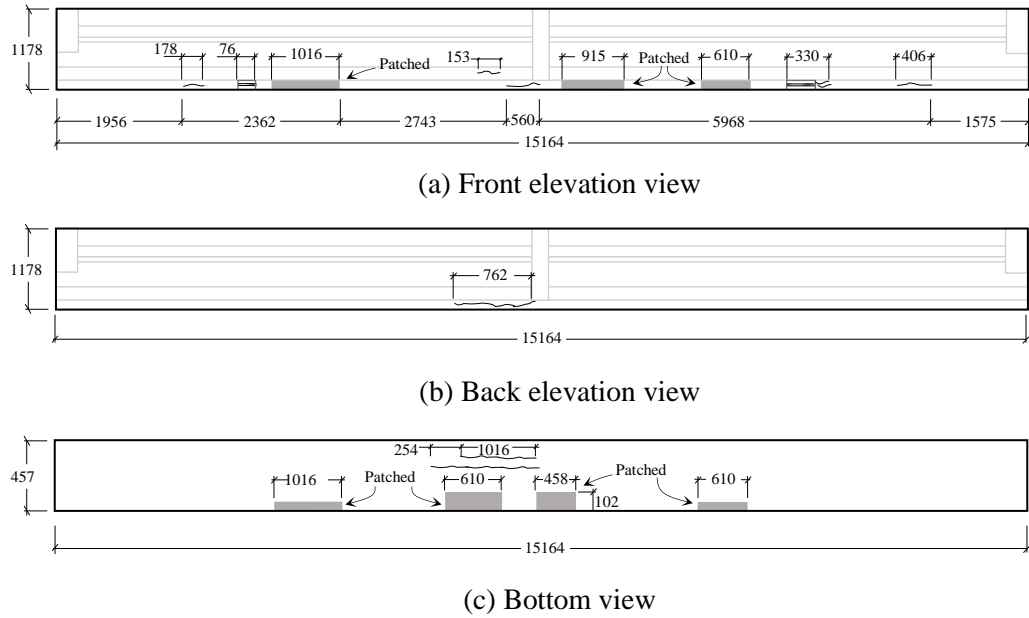 178 76 1016 Patched 153 915 Patched 610 330 406
1178
1956 2362 2743 560 5968 1575
15164
(a) Front elevation view
1178
762
15164
(b) Back elevation view
254 1016
457
1016 Patched 610 458 Patched 610
102
15164
(c) Bottom view